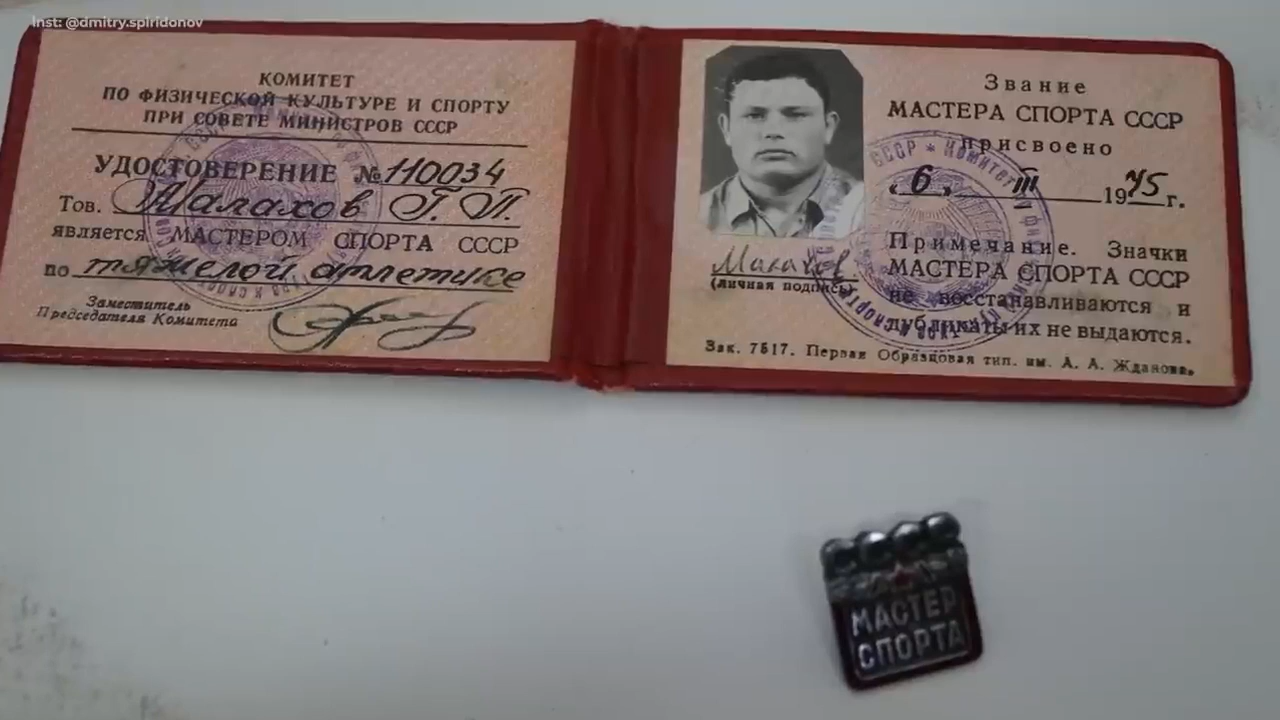 Inst: @dmitry.spiridonov
КОМИТЕТ
ПО ФИЗИЧЕСКОЙ КУЛЬТУРЕ И СПОРТУ
ПРИ СОВЕТЕ МИНИСТРОВ СССР
УДОСТОВЕРЕНИЕ №110034
Тов. Малахов Г. П.
является МАСТЕРОМ СПОРТА СССР
по тяжелой атлетике
Заместитель
Председателя Комитета
Звание
МАСТЕРА СПОРТА СССР
присвоено
"6" III 1975 г.
Малахов
(личная подпись)
Примечание. Значки
МАСТЕРА СПОРТА СССР
не восстанавливаются и
дубликаты их не выдаются.
Зак. 7517. Первая Образцовая тип. им. А. А. Жданова.
МАСТЕР
СПОРТА